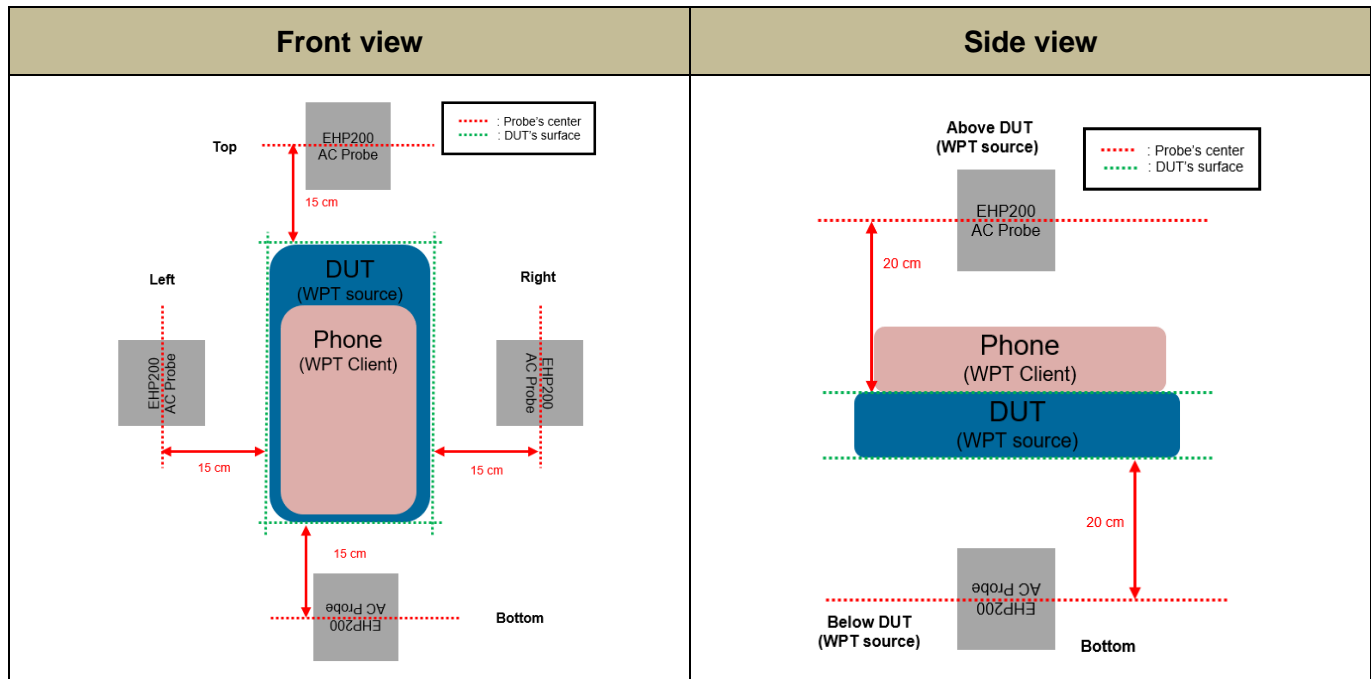 Front view
Side view
EHP200
AC Probe
Top
: Probe's center
: DUT's surface
15 cm
DUT
(WPT source)
Left
Right
Phone
(WPT Client)
EHP200
AC Probe
EHP200
AC Probe
15 cm
15 cm
15 cm
EHP200
AC Probe
Bottom
Above DUT
(WPT source)
: Probe's center
: DUT's surface
EHP200
AC Probe
20 cm
Phone
(WPT Client)
DUT
(WPT source)
20 cm
EHP200
AC Probe
Below DUT
(WPT source)
Bottom